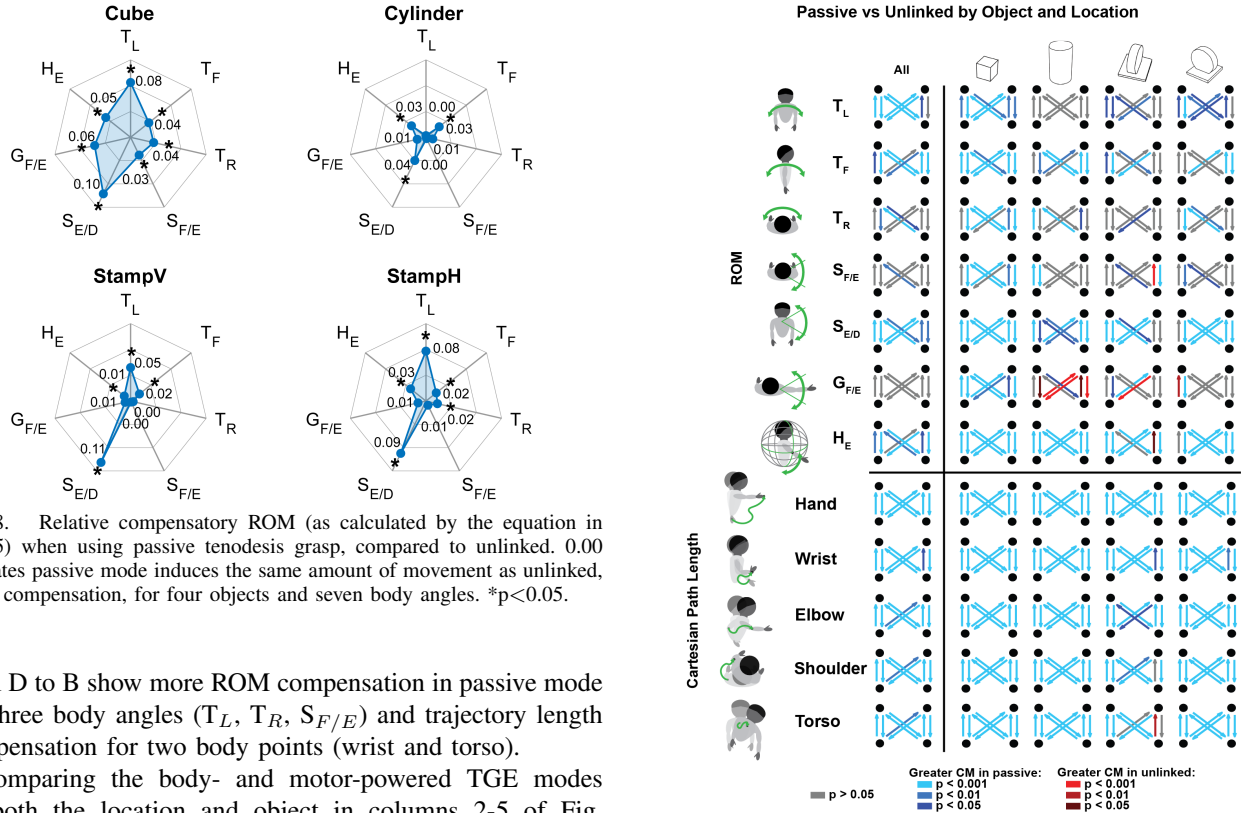 Cube
T_L
H_E
T_F
*
0.08
0.05
*
*
0.04
0.06
*
*
0.04
G_F/E
T_R
0.10
0.03
*
*
S_E/D
S_F/E
Cylinder
T_L
H_E
T_F
0.03
0.00
*
*
0.03
0.01
0.01
G_F/E
T_R
0.04
0.00
*
S_E/D
S_F/E
StampV
T_L
H_E
T_F
*
0.05
0.01
*
*
0.02
0.01
0.00
G_F/E
T_R
0.11
*
S_E/D
S_F/E
StampH
T_L
H_E
T_F
*
0.08
0.03
*
*
0.02
0.01
*
0.02
G_F/E
T_R
0.01
0.09
*
S_E/D
S_F/E
Relative compensatory ROM (as calculated by the equation in
5) when using passive tenodesis grasp, compared to unlinked. 0.00
ates passive mode induces the same amount of movement as unlinked,
compensation, for four objects and seven body angles. *p<0.05.
D to B show more ROM compensation in passive mode
hree body angles (T_L, T_R, S_F/E) and trajectory length
pensation for two body points (wrist and torso).
omparing the body- and motor-powered TGE modes
both the location and object in columns 2-5 of Fig.
Passive vs Unlinked by Object and Location
All
ROM
T_L
T_F
T_R
S_F/E
S_E/D
G_F/E
H_E
Cartesian Path Length
Hand
Wrist
Elbow
Shoulder
Torso
p > 0.05
Greater CM in passive:
p < 0.001
p < 0.01
p < 0.05
Greater CM in unlinked:
p < 0.001
p < 0.01
p < 0.05